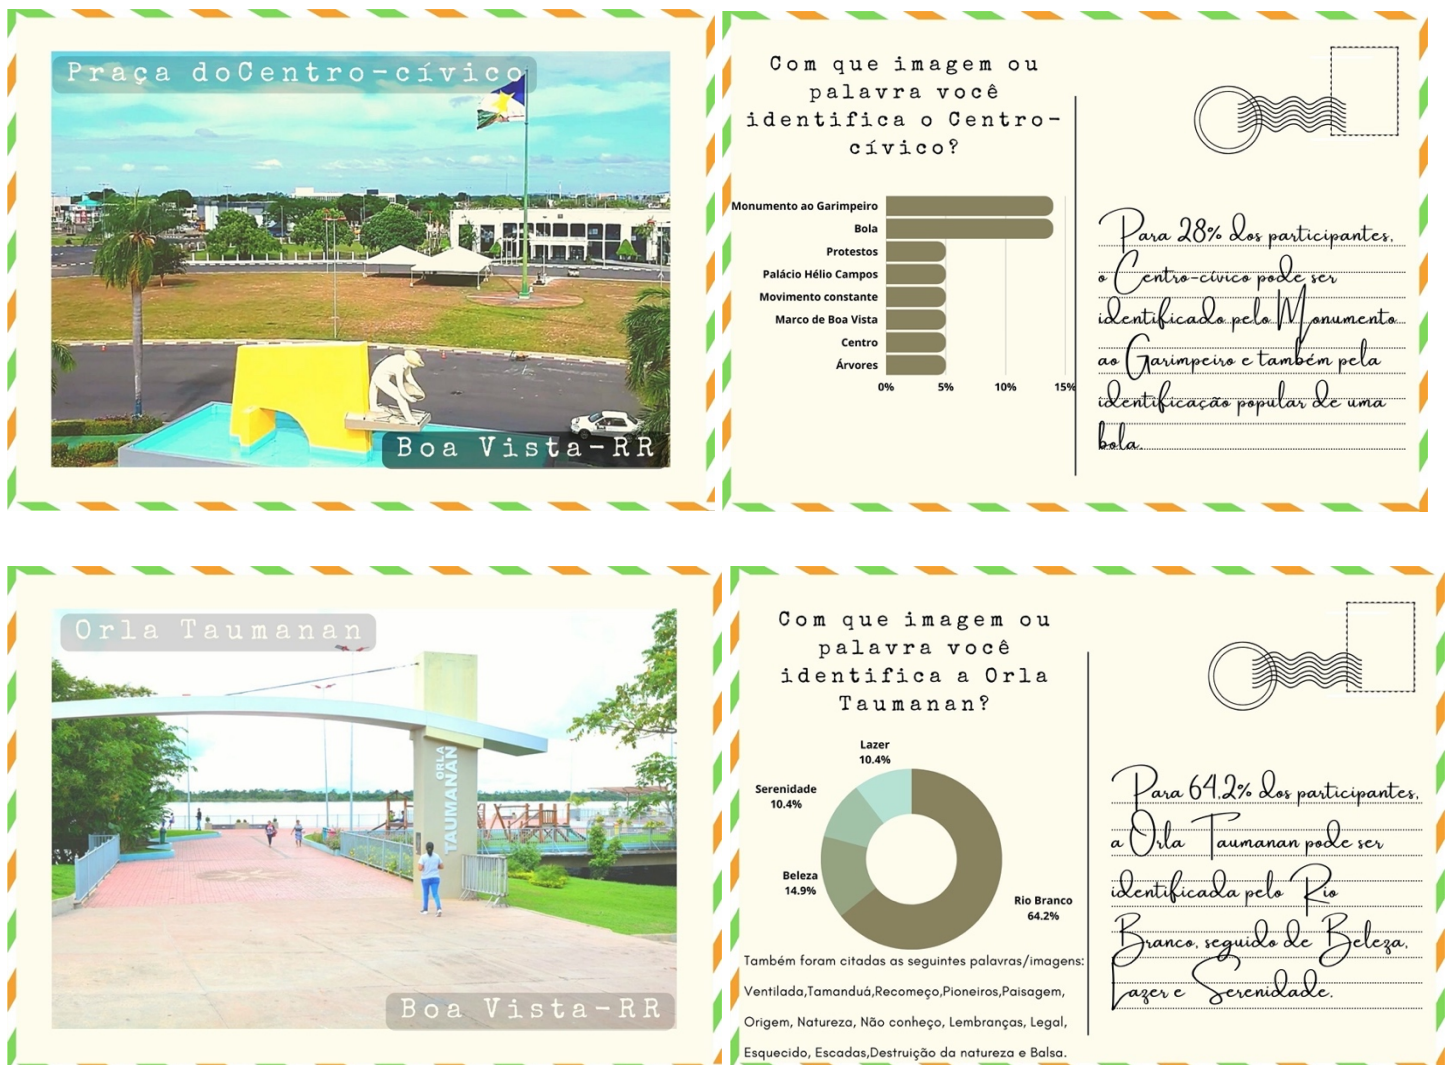 Praça doCentro-cívico
Boa Vista-RR
Com que imagem ou
palavra você
identifica o Centro-
cívico?
Monumento ao Garimpeiro
Bola
Protestos
Palácio Hélio Campos
Movimento constante
Marco de Boa Vista
Centro
Árvores
0% 5% 10% 15%
Para 28% dos participantes,
o Centro-cívico pode ser
identificado pelo Monumento
ao Garimpeiro e também pela
identificação popular de uma
bola.
Orla Taumanan
ORLA
TAUMANAN
Boa Vista-RR
Com que imagem ou
palavra você
identifica a Orla
Taumanan?
Lazer
10.4%
Serenidade
10.4%
Beleza
14.9%
Rio Branco
64.2%
Também foram citadas as seguintes palavras/imagens:
Ventilada,Tamanduá,Recomeço,Pioneiros,Paisagem,
Origem, Natureza, Não conheço, Lembranças, Legal,
Esquecido, Escadas,Destruição da natureza e Balsa.
Para 64,2% dos participantes,
a Orla Taumanan pode ser
identificada pelo Rio
Branco, seguido de Beleza,
Lazer e Serenidade.